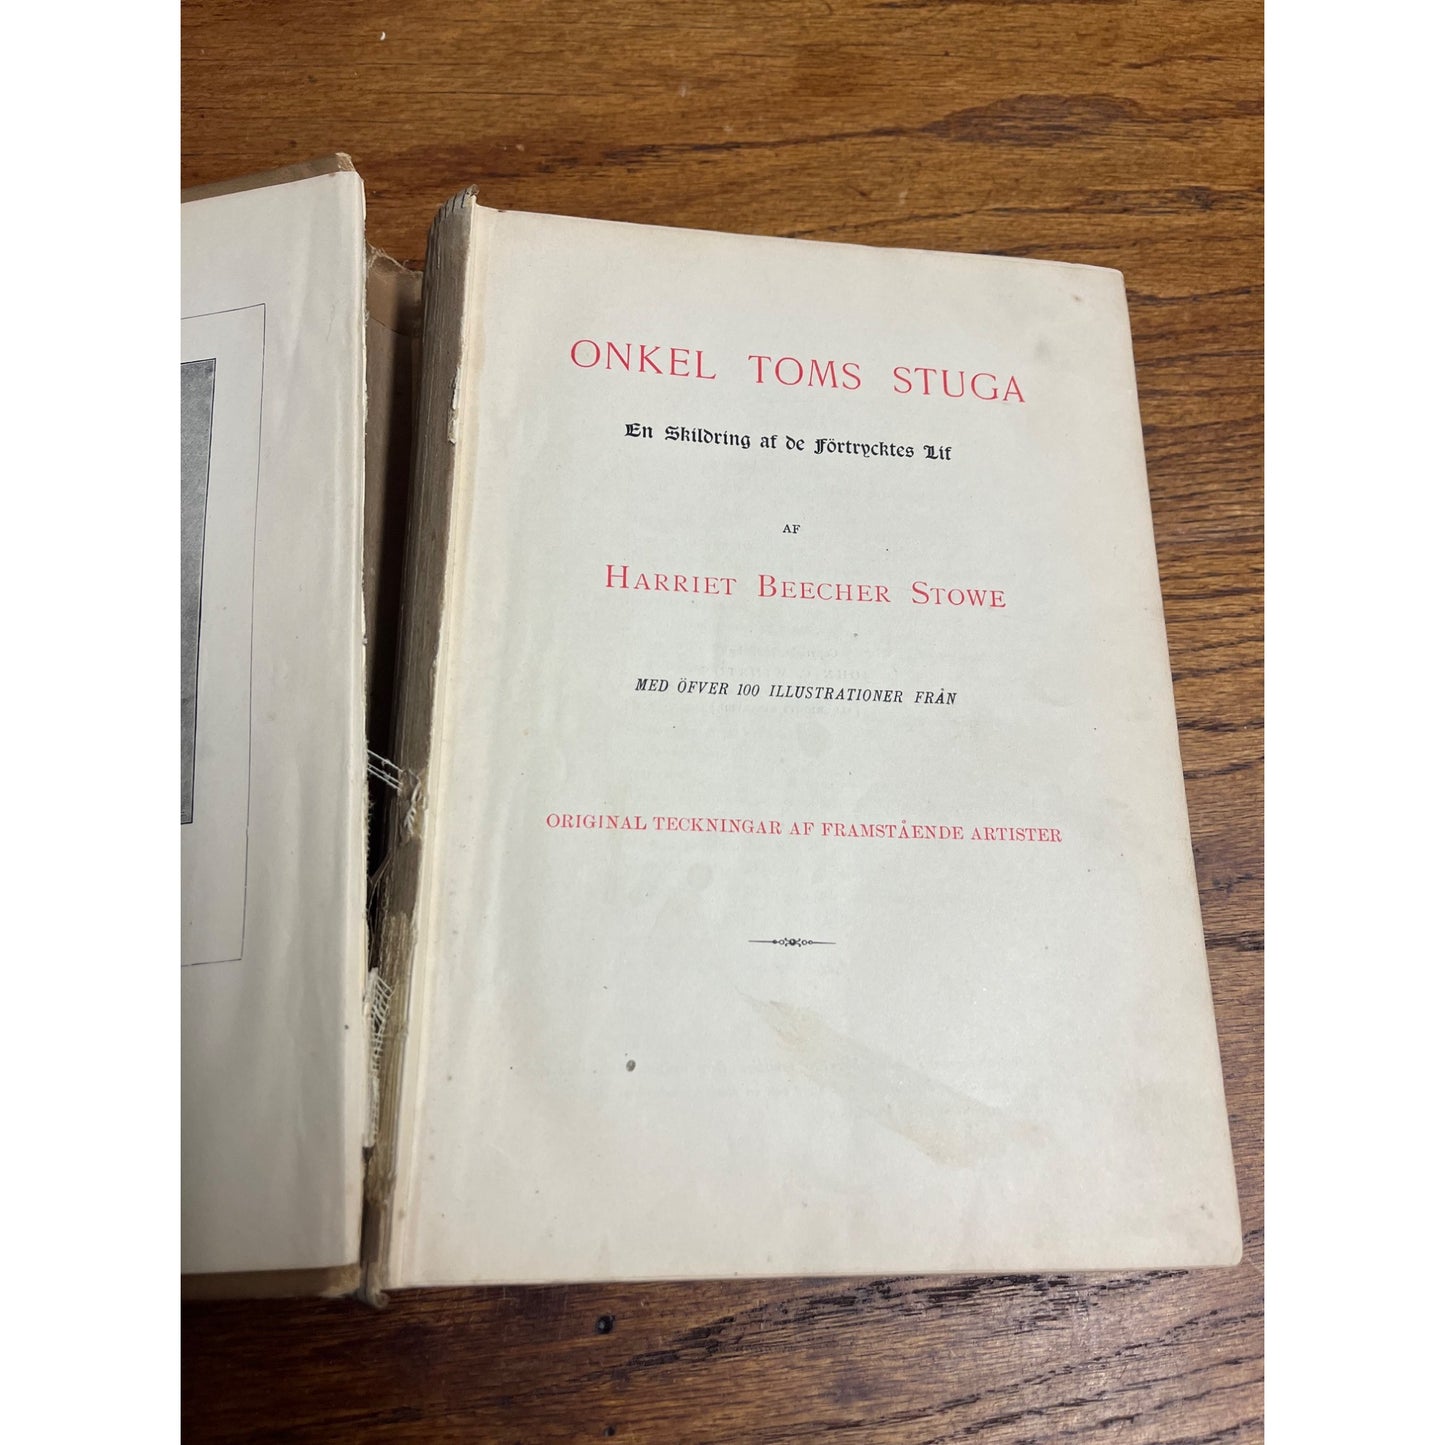 ONKEL TOMS STUGA
En Skildring af de Förtrycktes Lif
AF
HARRIET BEECHER STOWE
MED ÖFVER 100 ILLUSTRATIONER FRÅN
ORIGINAL TECKNINGAR AF FRAMSTÅENDE ARTISTER